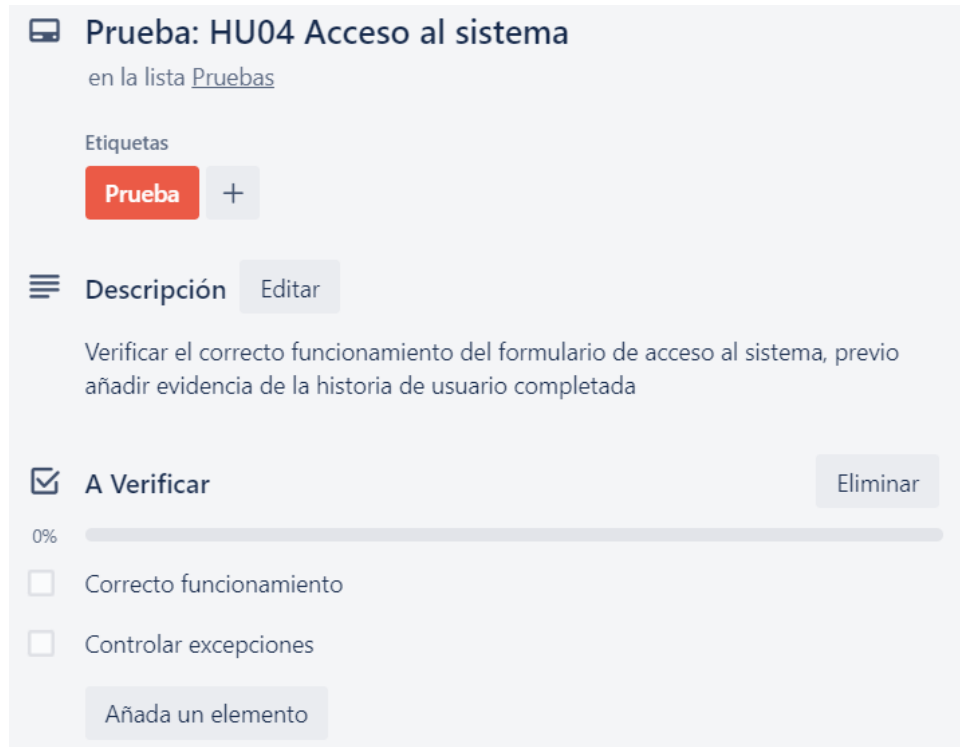 Prueba: HU04 Acceso al sistema
en la lista Pruebas
Etiquetas
Prueba +
Descripción Editar
Verificar el correcto funcionamiento del formulario de acceso al sistema, previo
añadir evidencia de la historia de usuario completada
A Verificar Eliminar
0%
Correcto funcionamiento
Controlar excepciones
Añada un elemento